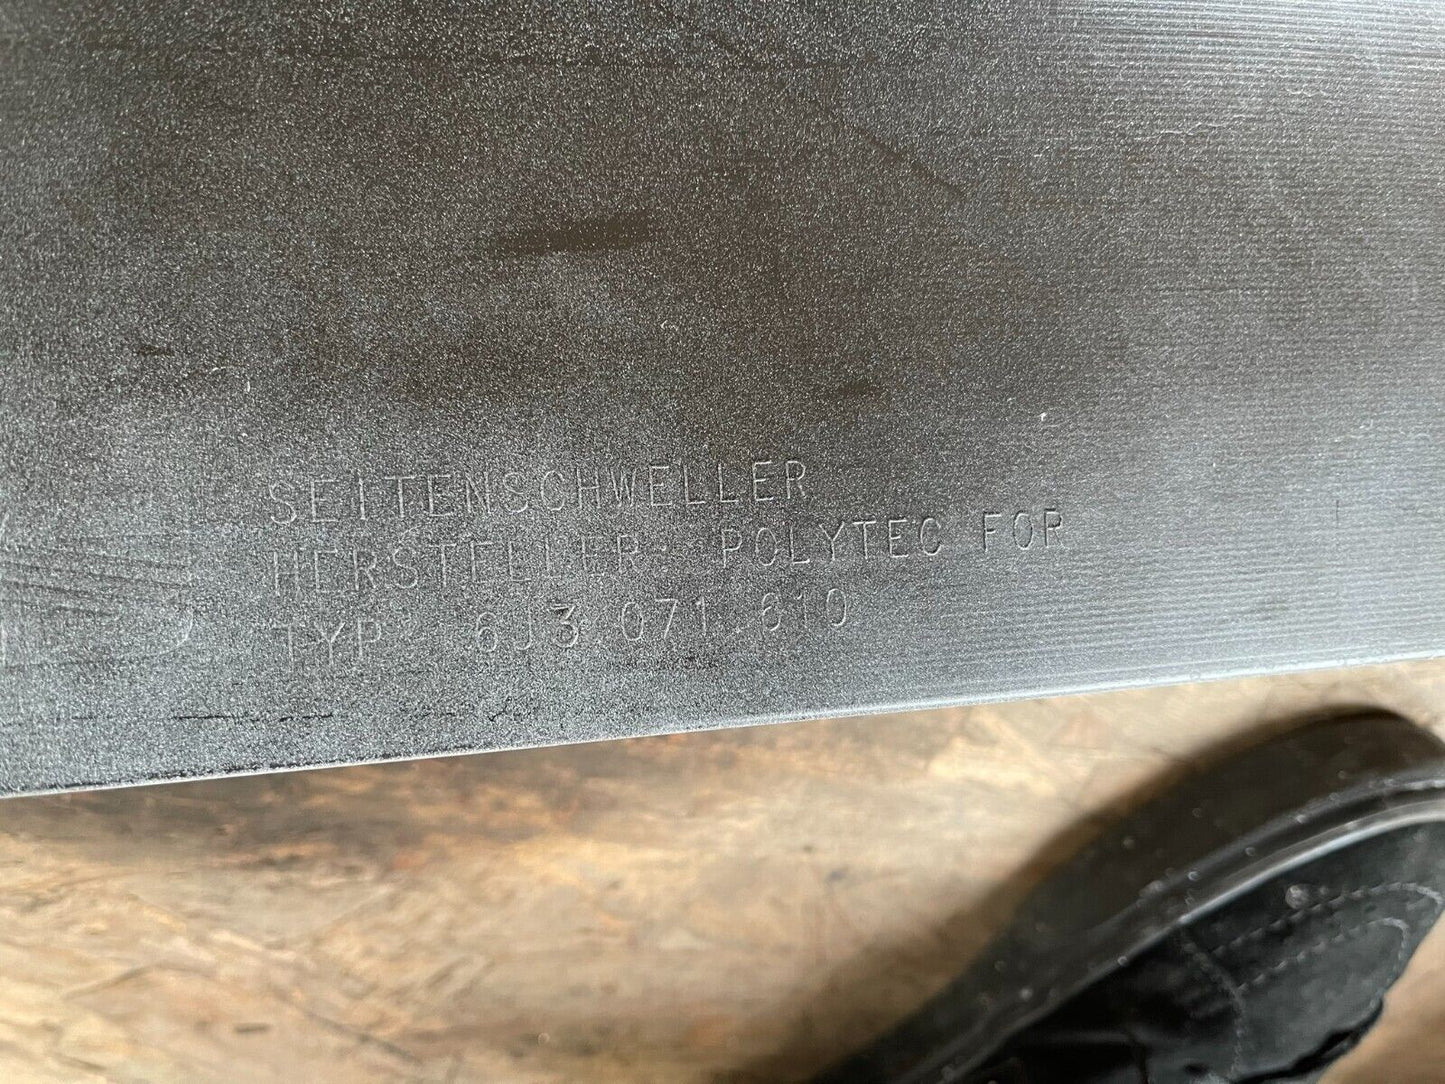 SEITENSCHWELLER
HERSTELLER: POLYTEC FOR
TYP: 6J3.071.610